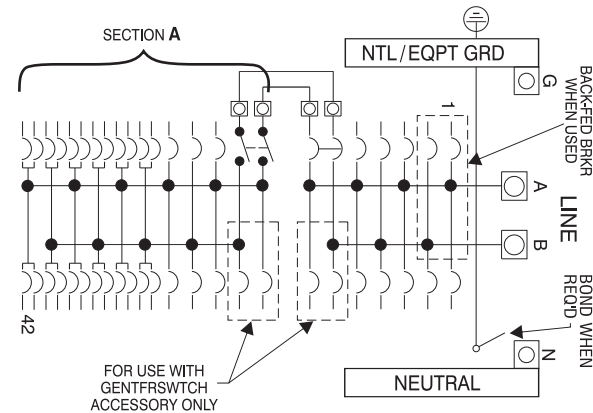 SECTION A
NTL/EQPT GRD
G
BACK-FED BRKR
WHEN USED
1
A
LINE
B
BOND WHEN
REQ'D
42
N
FOR USE WITH
GENTFRSWTCH
ACCESSORY ONLY
NEUTRAL